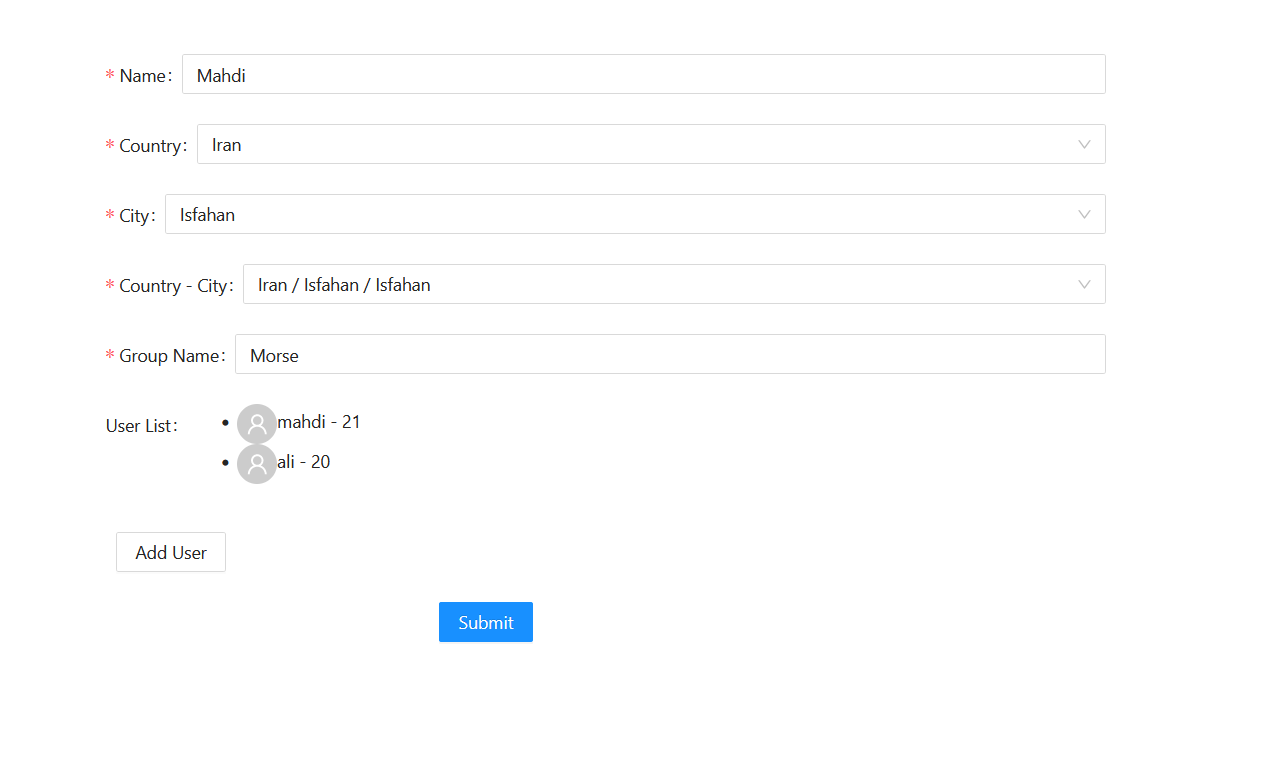 * Name: Mahdi
* Country: Iran
* City: Isfahan
* Country - City: Iran / Isfahan / Isfahan
* Group Name: Morse
User List: • mahdi - 21
• ali - 20
Add User
Submit